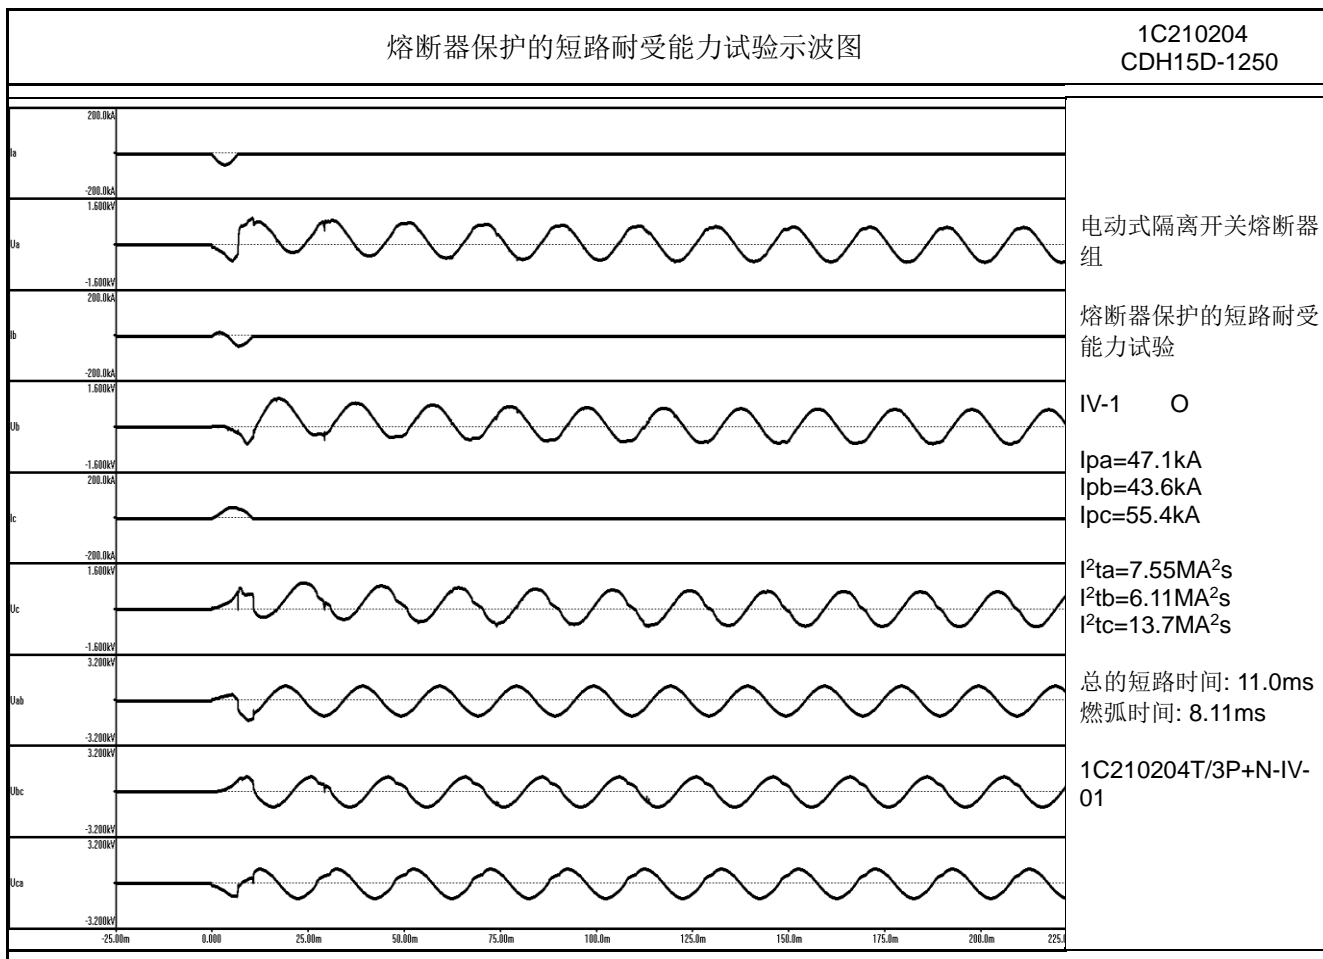 熔断器保护的短路耐受能力试验示波图
1C210204
CDH15D-1250
200.0kA
Ia
-200.0kA
1.600kV
Ua
-1.600kV
200.0kA
Ib
-200.0kA
1.600kV
Ub
-1.600kV
200.0kA
Ic
-200.0kA
1.600kV
Uc
-1.600kV
3.200kV
Uab
-3.200kV
3.200kV
Ubc
-3.200kV
3.200kV
Uca
-3.200kV
-25.00m 0.000 25.00m 50.00m 75.00m 100.0m 125.0m 150.0m 175.0m 200.0m 225.
电动式隔离开关熔断器
组
熔断器保护的短路耐受
能力试验
IV-1 O
Ipa=47.1kA
Ipb=43.6kA
Ipc=55.4kA
I²ta=7.55MA²s
I²tb=6.11MA²s
I²tc=13.7MA²s
总的短路时间: 11.0ms
燃弧时间: 8.11ms
1C210204T/3P+N-IV-
01